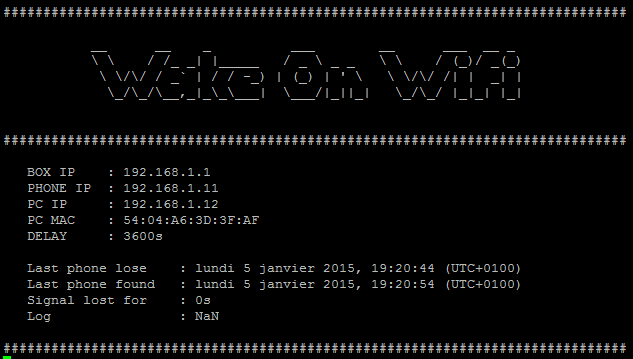 ##############################################################################
Wake On Wifi
##############################################################################
BOX IP : 192.168.1.1
PHONE IP : 192.168.1.11
PC IP : 192.168.1.12
PC MAC : 54:04:A6:3D:3F:AF
DELAY : 3600s
Last phone lose : lundi 5 janvier 2015, 19:20:44 (UTC+0100)
Last phone found : lundi 5 janvier 2015, 19:20:54 (UTC+0100)
Signal lost for : 0s
Log : NaN
##############################################################################